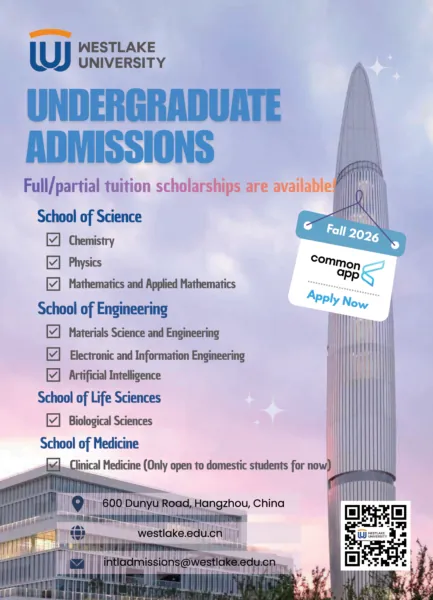 WESTLAKE
UNIVERSITY
UNDERGRADUATE
ADMISSIONS
Full/partial tuition scholarships are available!
School of Science
Chemistry
Physics
Mathematics and Applied Mathematics
School of Engineering
Materials Science and Engineering
Electronic and Information Engineering
Artificial Intelligence
School of Life Sciences
Biological Sciences
School of Medicine
Clinical Medicine (Only open to domestic students for now)
Fall 2026
common
app
Apply Now
600 Dunyu Road, Hangzhou, China
westlake.edu.cn
intladmissions@westlake.edu.cn
WESTLAKE
UNIVERSITY